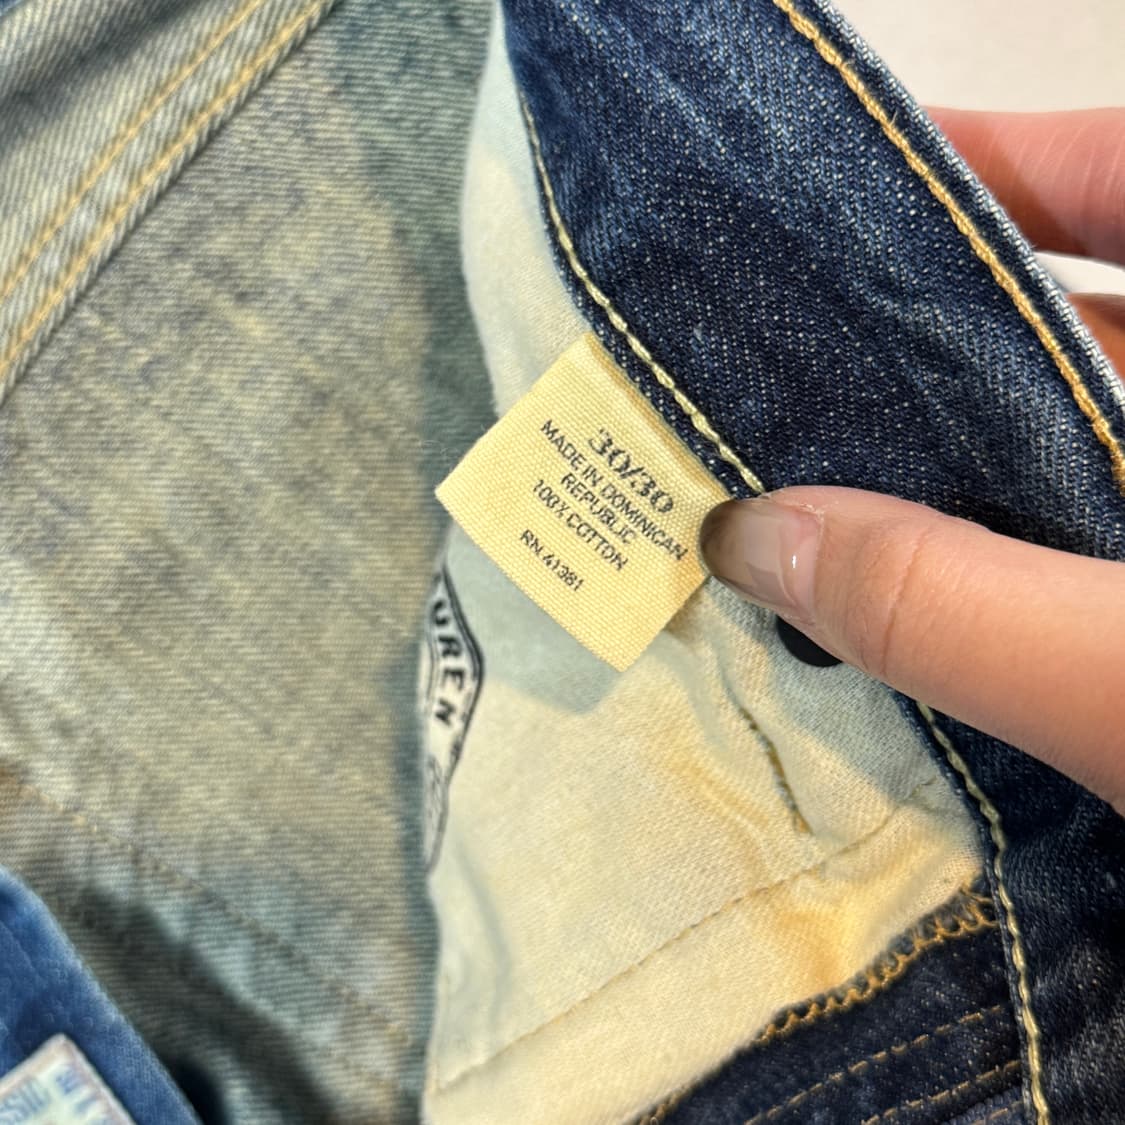 30/30
MADE IN DOMINICAN
REPUBLIC
100% COTTON
RN 41381
UREN